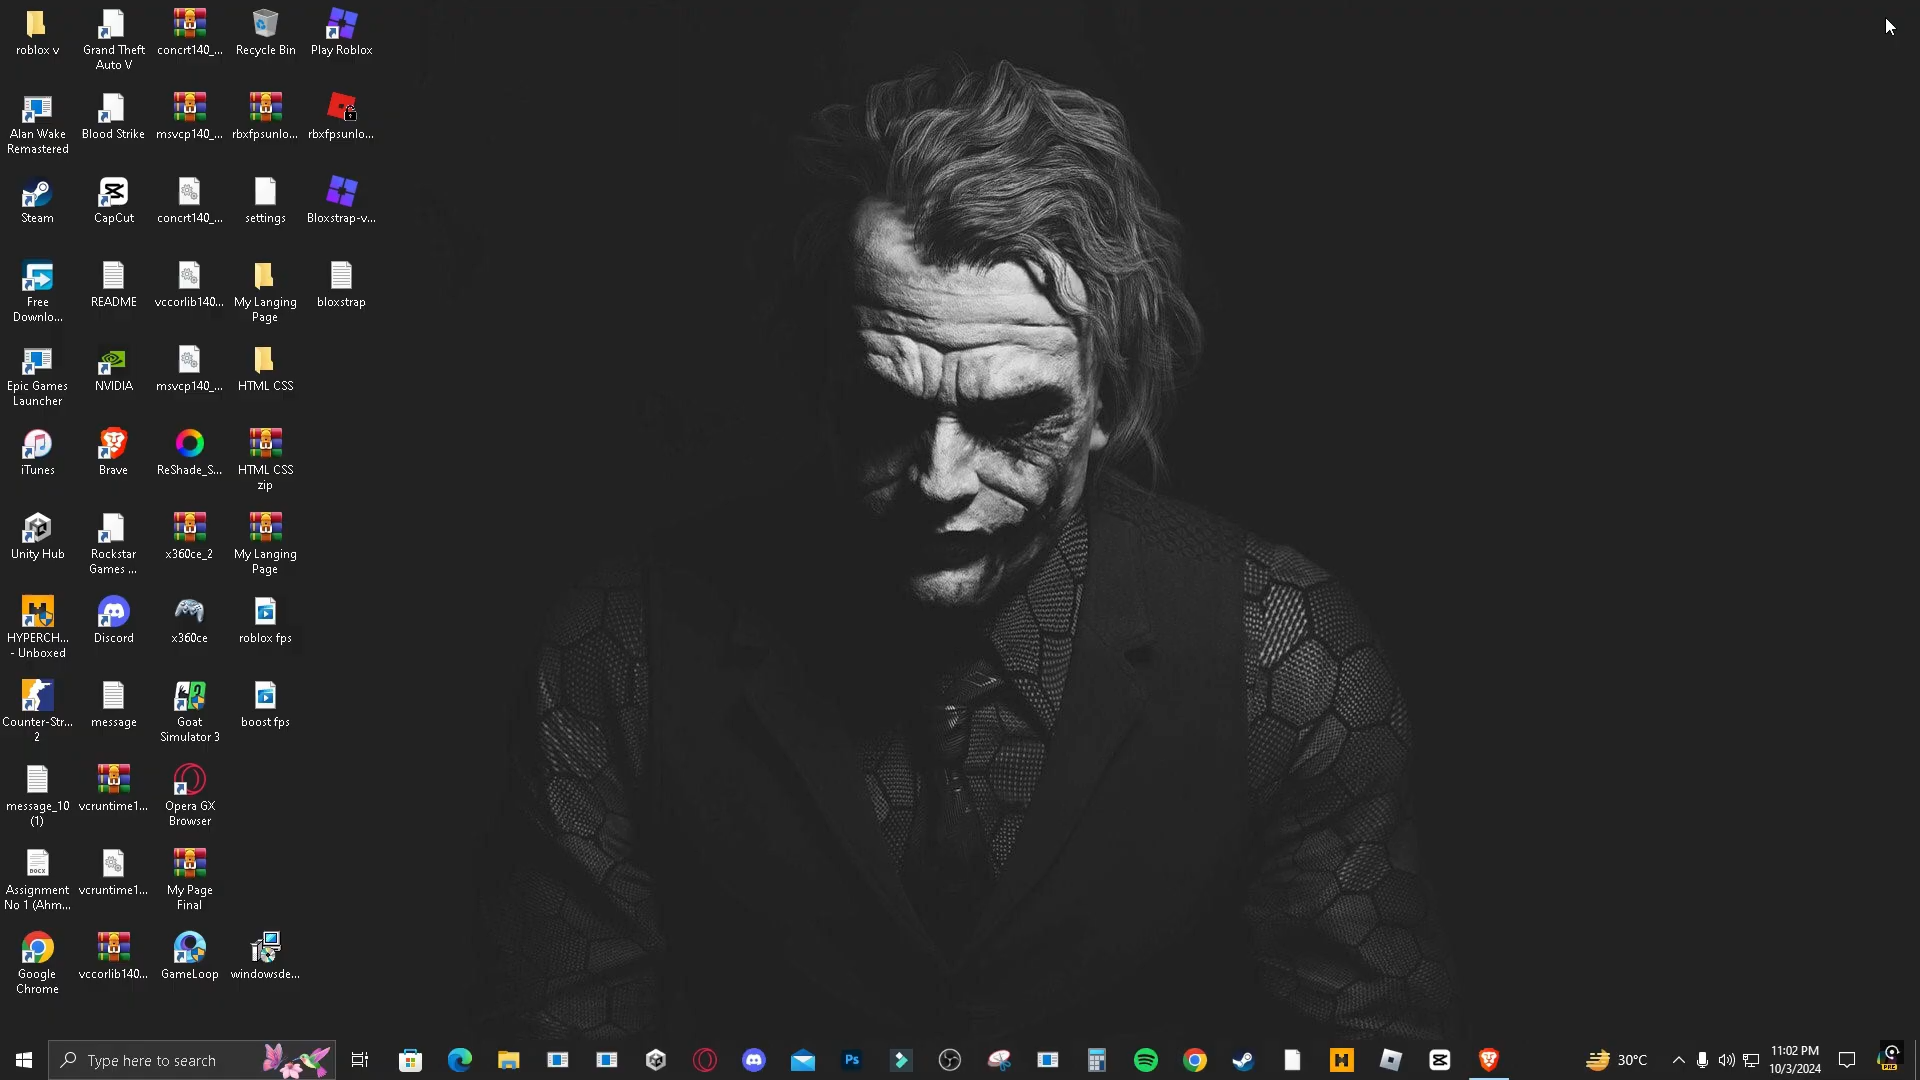 roblox v
Grand Theft
Auto V
concrt140_...
Recycle Bin
Play Roblox
Alan Wake
Remastered
Blood Strike
msvcp140_...
rbxfpsunlo...
rbxfpsunlo...
Steam
CapCut
concrt140_...
settings
Bloxstrap-v...
Free
Downlo...
README
vccorlib140...
My Langing
Page
bloxstrap
Epic Games
Launcher
NVIDIA
msvcp140_...
HTML CSS
iTunes
Brave
ReShade_S...
HTML CSS
zip
Unity Hub
Rockstar
Games ...
x360ce_2
My Langing
Page
HYPERCH...
- Unboxed
Discord
x360ce
roblox fps
Counter-Str...
2
message
Goat
Simulator 3
boost fps
message_10
(1)
vcruntime1...
Opera GX
Browser
Assignment
No 1 (Ahm...
vcruntime1...
My Page
Final
Google
Chrome
vccorlib140...
GameLoop
windowsde...
Type here to search
Ps
30°C
11:02 PM
10/3/2024
PRE